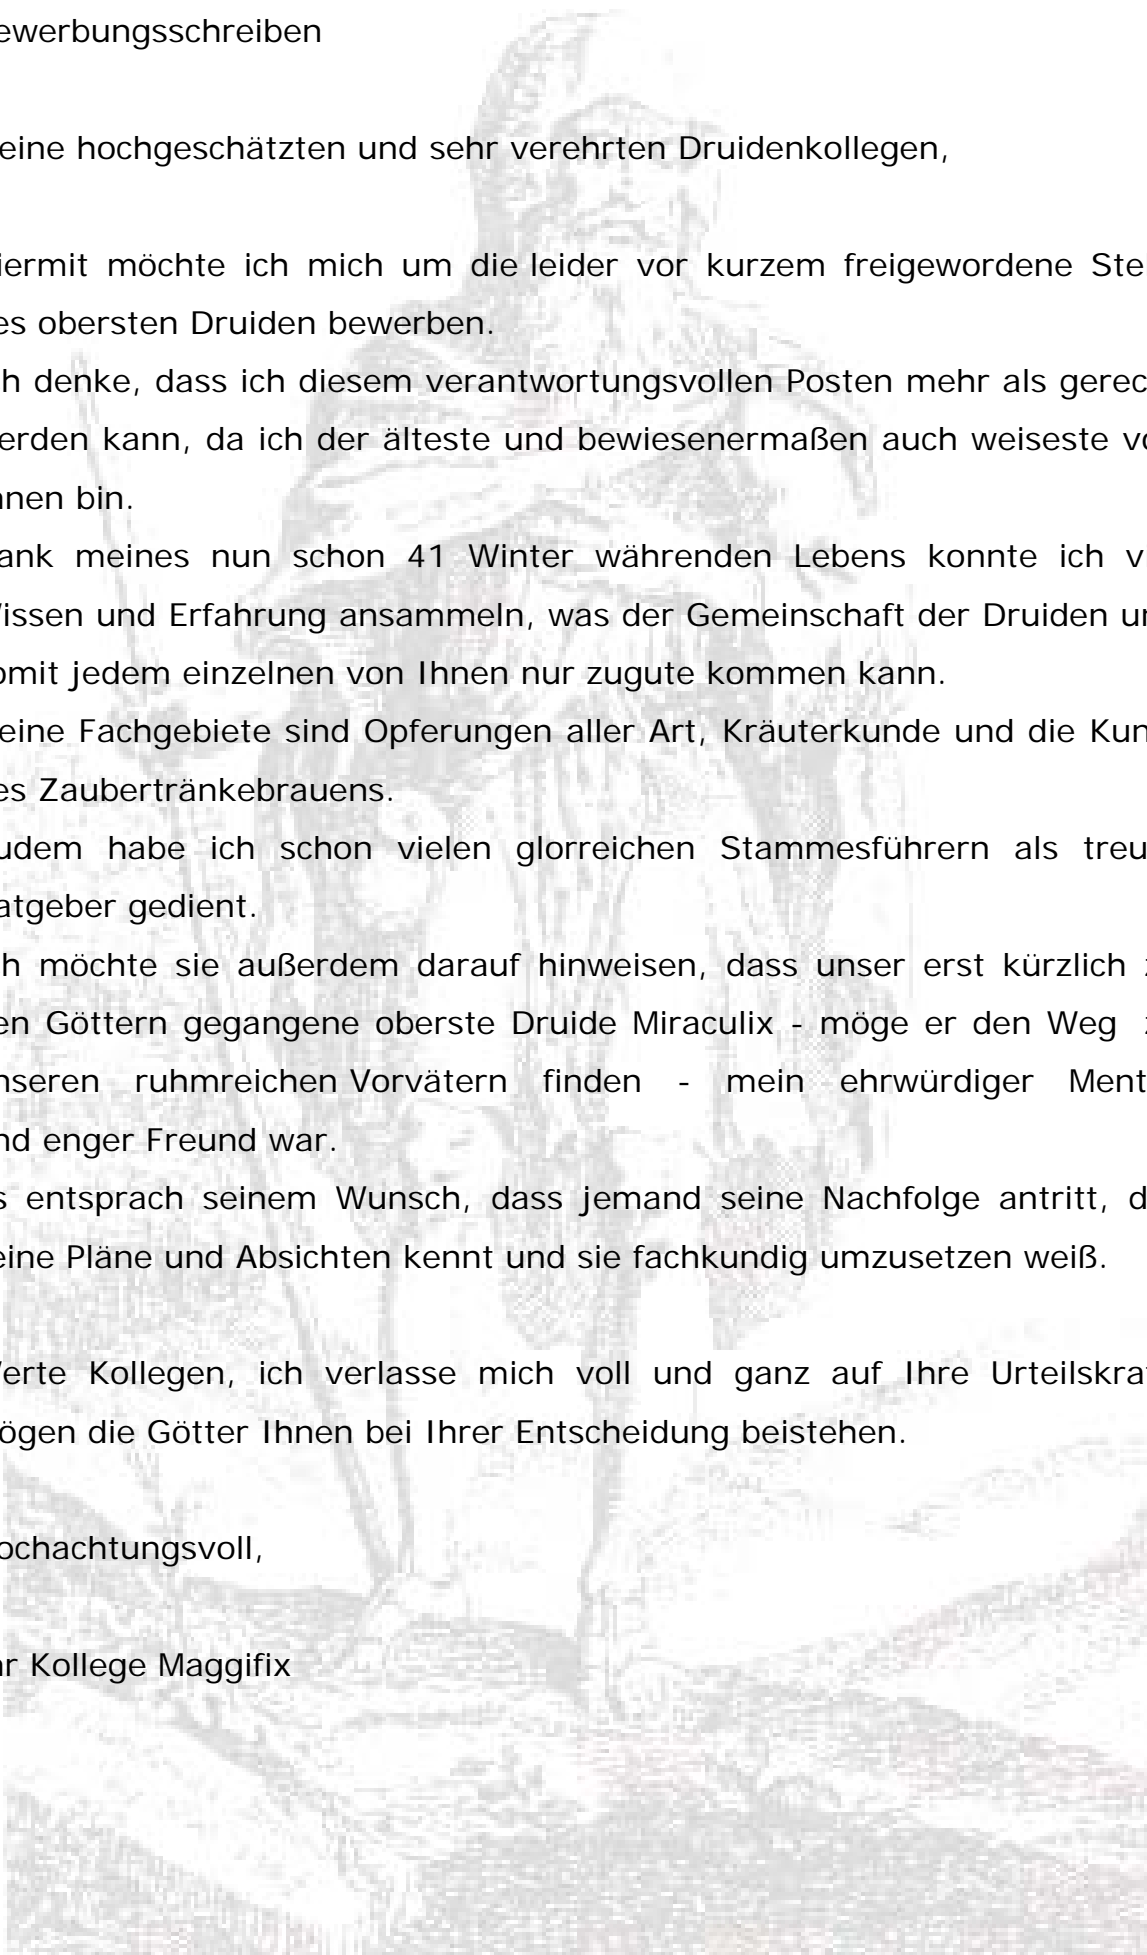 ewerbungsschreiben
eine hochgeschätzten und sehr verehrten Druidenkollegen,
iermit möchte ich mich um die leider vor kurzem freigewordene Ste
es obersten Druiden bewerben.
ch denke, dass ich diesem verantwortungsvollen Posten mehr als gerec
erden kann, da ich der älteste und bewiesenermaßen auch weiseste vo
nnen bin.
ank meines nun schon 41 Winter währenden Lebens konnte ich v
issen und Erfahrung ansammeln, was der Gemeinschaft der Druiden un
omit jedem einzelnen von Ihnen nur zugute kommen kann.
eine Fachgebiete sind Opferungen aller Art, Kräuterkunde und die Kun
es Zaubertränkebrauens.
udem habe ich schon vielen glorreichen Stammesführern als treu
atgeber gedient.
ch möchte sie außerdem darauf hinweisen, dass unser erst kürzlich z
en Göttern gegangene oberste Druide Miraculix - möge er den Weg z
nseren ruhmreichen Vorvätern finden - mein ehrwürdiger Ment
nd enger Freund war.
s entsprach seinem Wunsch, dass jemand seine Nachfolge antritt, d
eine Pläne und Absichten kennt und sie fachkundig umzusetzen weiß.
erte Kollegen, ich verlasse mich voll und ganz auf Ihre Urteilskra
ögen die Götter Ihnen bei Ihrer Entscheidung beistehen.
ochachtungsvoll,
hr Kollege Maggifix